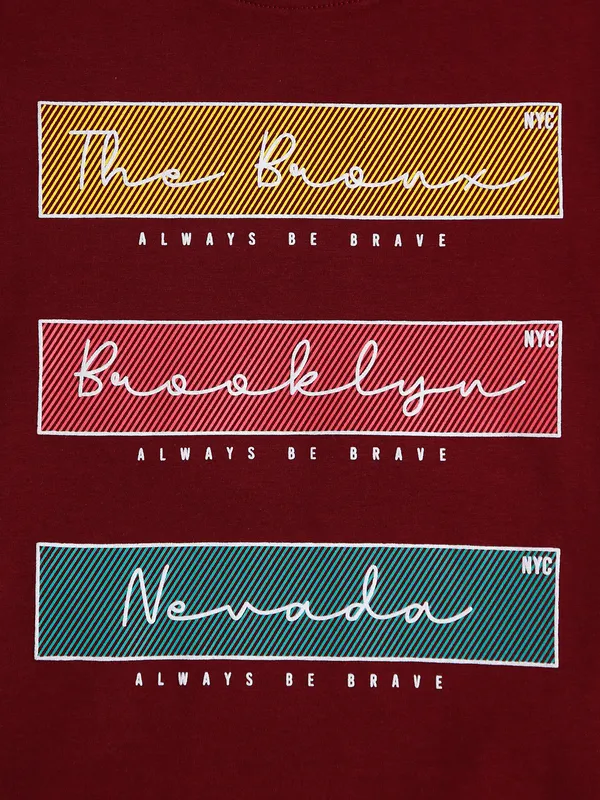 NYC
The Bronx
ALWAYS BE BRAVE
NYC
Brooklyn
ALWAYS BE BRAVE
NYC
Nevada
ALWAYS BE BRAVE